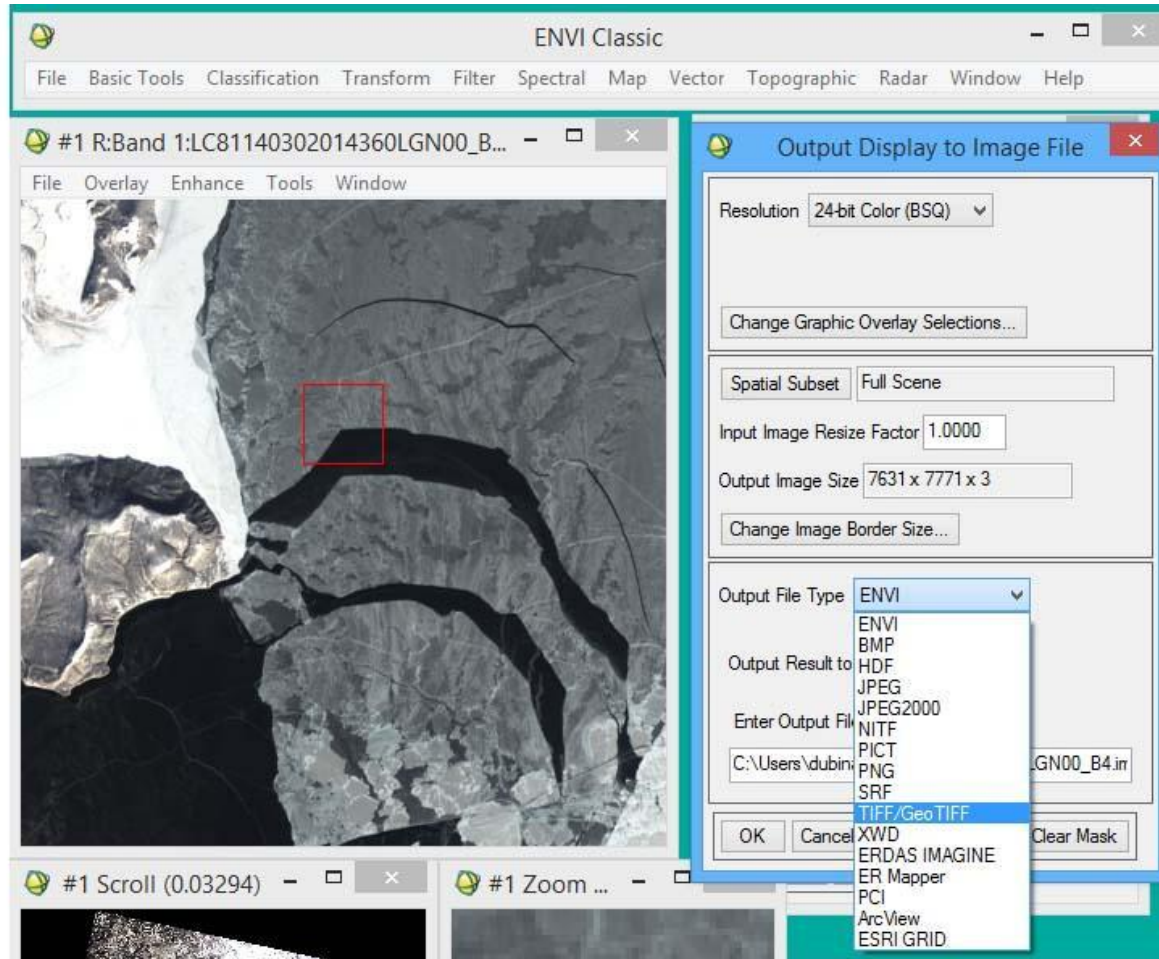 ENVI Classic
File Basic Tools Classification Transform Filter Spectral Map Vector Topographic Radar Window Help
#1 R:Band 1:LC81140302014360LGN00_B...
File Overlay Enhance Tools Window
Output Display to Image File
Resolution 24-bit Color (BSQ)
Change Graphic Overlay Selections...
Spatial Subset Full Scene
Input Image Resize Factor 1.0000
Output Image Size 7631 x 7771 x 3
Change Image Border Size...
Output File Type ENVI
ENVI
BMP
Output Result to HDF
JPEG
JPEG2000
Enter Output Fil NITF
PICT
C:\Users\dubin PNG LGN00_B4.im
SRF
TIFF/GeoTIFF
OK Cancel XWD Clear Mask
ERDAS IMAGINE
ER Mapper
PCI
ArcView
ESRI GRID
#1 Scroll (0.03294)
#1 Zoom ...